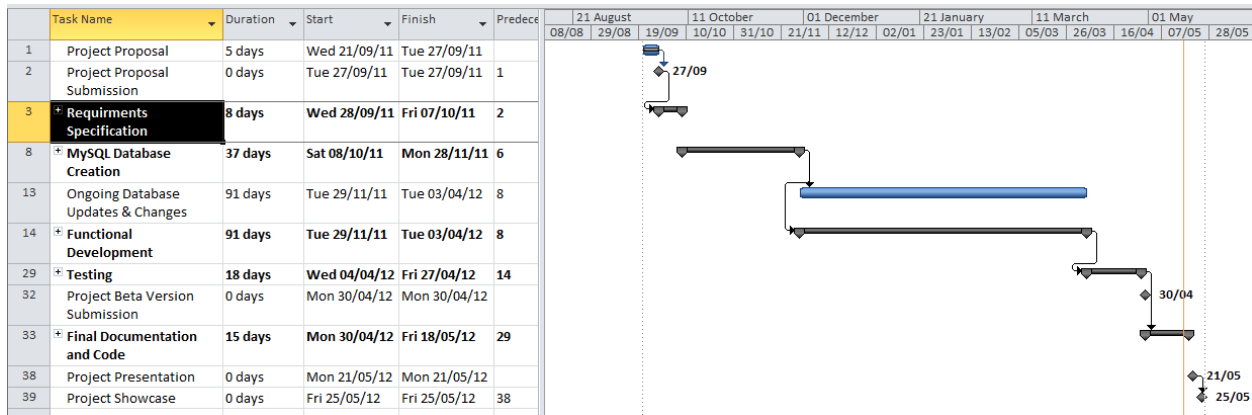 Task Name Duration Start Finish Predece
21 August 11 October 01 December 21 January 11 March 01 May
08/08 29/08 19/09 10/10 31/10 21/11 12/12 02/01 23/01 13/02 05/03 26/03 16/04 07/05 28/05
1 Project Proposal 5 days Wed 21/09/11 Tue 27/09/11
2 Project Proposal 0 days Tue 27/09/11 Tue 27/09/11 1 27/09
Submission
3 Requirments 8 days Wed 28/09/11 Fri 07/10/11 2
Specification
8 MySQL Database 37 days Sat 08/10/11 Mon 28/11/11 6
Creation
13 Ongoing Database 91 days Tue 29/11/11 Tue 03/04/12 8
Updates & Changes
14 Functional 91 days Tue 29/11/11 Tue 03/04/12 8
Development
29 Testing 18 days Wed 04/04/12 Fri 27/04/12 14
32 Project Beta Version 0 days Mon 30/04/12 Mon 30/04/12 30/04
Submission
33 Final Documentation 15 days Mon 30/04/12 Fri 18/05/12 29
and Code
38 Project Presentation 0 days Mon 21/05/12 Mon 21/05/12 21/05
39 Project Showcase 0 days Fri 25/05/12 Fri 25/05/12 38 25/05